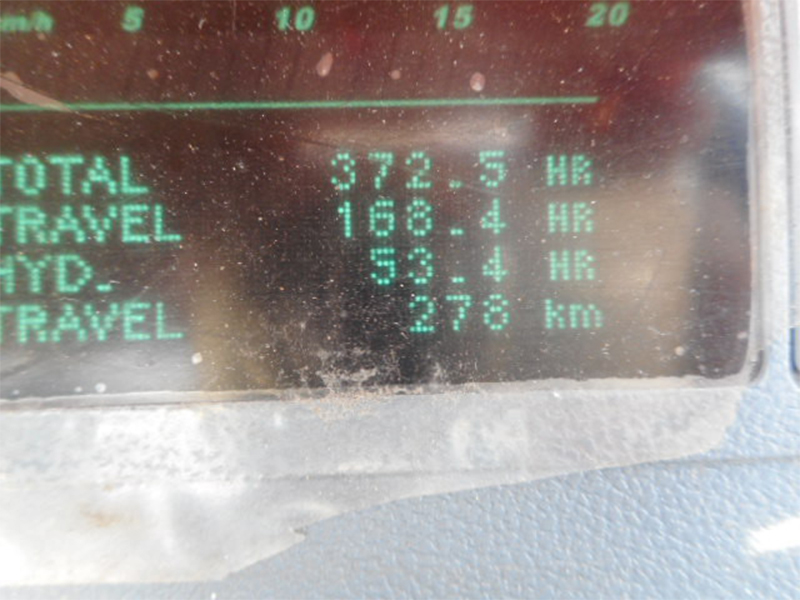 km/h 5 10 15 20
TOTAL 372.5 HR
TRAVEL 168.4 HR
HYD. 53.4 HR
TRAVEL 278 km